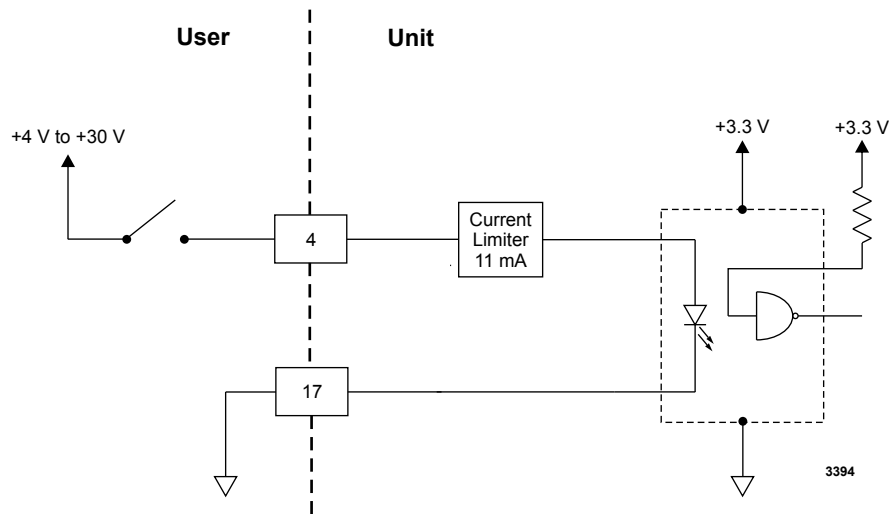 User
Unit
+4 V to +30 V
+3.3 V
+3.3 V
4
Current
Limiter
11 mA
17
3394